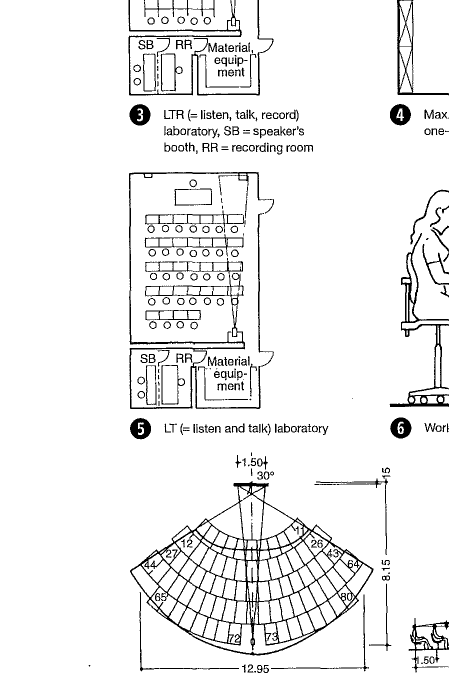 SB RR Material,
equip-
ment
3 LTR (= listen, talk, record)
laboratory, SB = speaker's
booth, RR = recording room
4 Max.
one-
SB RR Material,
equip-
ment
5 LT (= listen and talk) laboratory
6 Work
1.50
30°
15
11
12 26
27 43
44 64
65 80
72 73
8.15
12.95
1.50